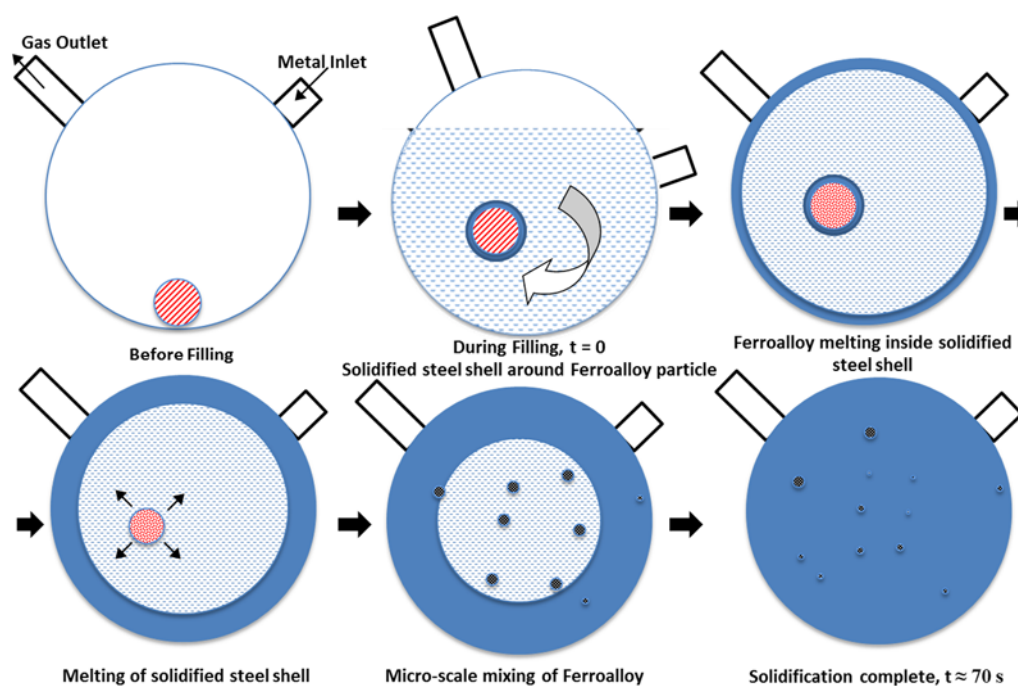 Gas Outlet
Metal Inlet
Before Filling
During Filling, t = 0
Solidified steel shell around Ferroalloy particle
Ferroalloy melting inside solidified
steel shell
Melting of solidified steel shell
Micro-scale mixing of Ferroalloy
Solidification complete, t ≈ 70 s